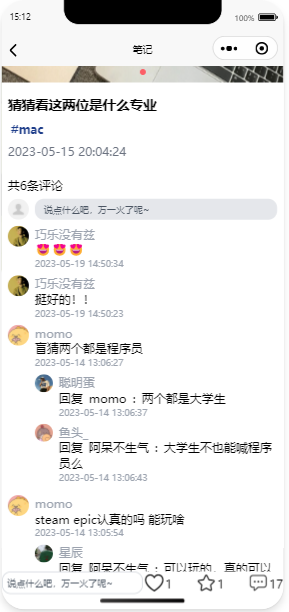 15:12
100%
笔记
猜猜看这两位是什么专业
#mac
2023-05-15 20:04:24
共6条评论
说点什么吧，万一火了呢~
巧乐没有兹
😍😍😍
2023-05-19 14:50:34
巧乐没有兹
挺好的！！
2023-05-19 14:50:23
momo
盲猜两个都是程序员
2023-05-14 13:06:27
聪明蛋
回复 momo ：两个都是大学生
2023-05-14 13:06:37
鱼头_
回复 阿呆不生气 ：大学生不也能喊程序
员么
2023-05-14 13:06:43
momo
steam epic认真的吗 能玩啥
2023-05-14 13:05:54
星辰
回复 阿呆不生气 ：可以玩的，真的可以
说点什么吧，万一火了呢~
1
1
17